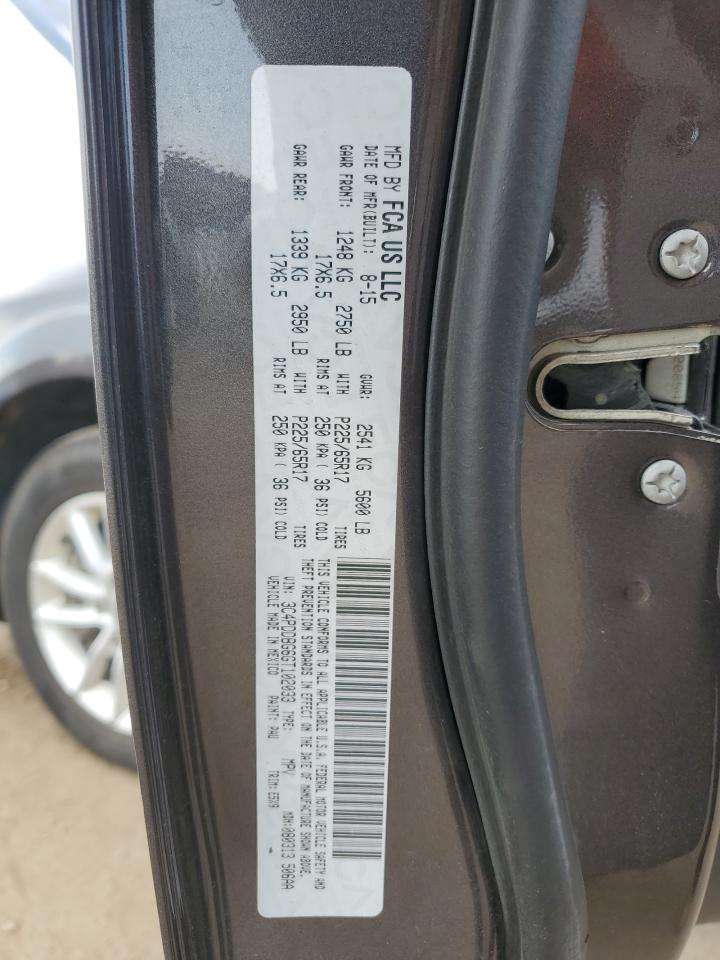 MFD BY FCA US LLC
DATE OF MFR(BUILT): 8-15 GVWR: 2541 KG 5600 LB
GAWR FRONT: 1248 KG 2750 LB WITH P225/65R17 TIRES
17X6.5 RIMS AT 250 KPA ( 36 PSI) COLD
GAWR REAR: 1339 KG 2950 LB WITH P225/65R17 TIRES
17X6.5 RIMS AT 250 KPA ( 36 PSI) COLD
THIS VEHICLE CONFORMS TO ALL APPLICABLE U.S.A. FEDERAL MOTOR VEHICLE SAFETY AND
THEFT PREVENTION STANDARDS IN EFFECT ON THE DATE OF MANUFACTURE SHOWN ABOVE.
VIN: 3C4PDDBG6GT102033 TYPE: MPV MDH: 080313 506AA
VEHICLE MADE IN MEXICO PAINT: PAU TRIM: E5X9